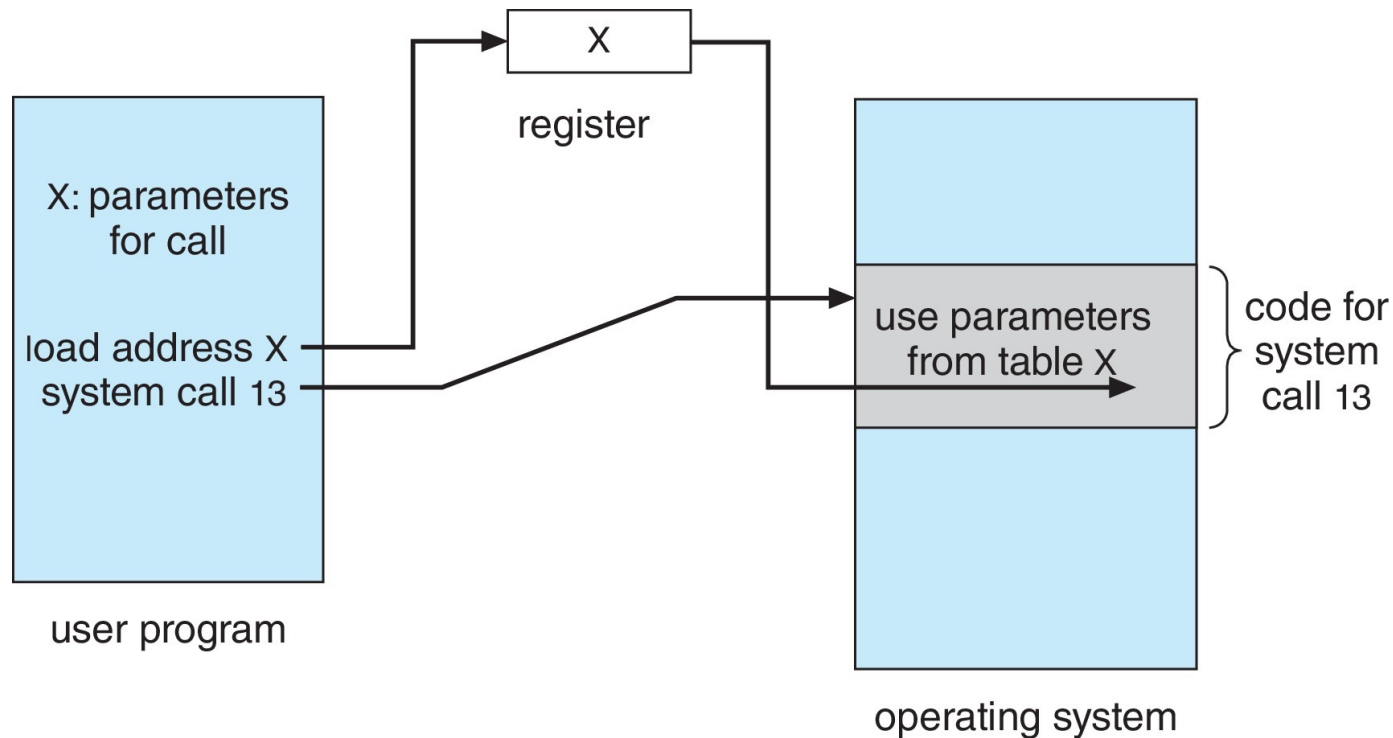 X
register
X: parameters
for call
load address X
system call 13
user program
use parameters
from table X
code for
system
call 13
operating system